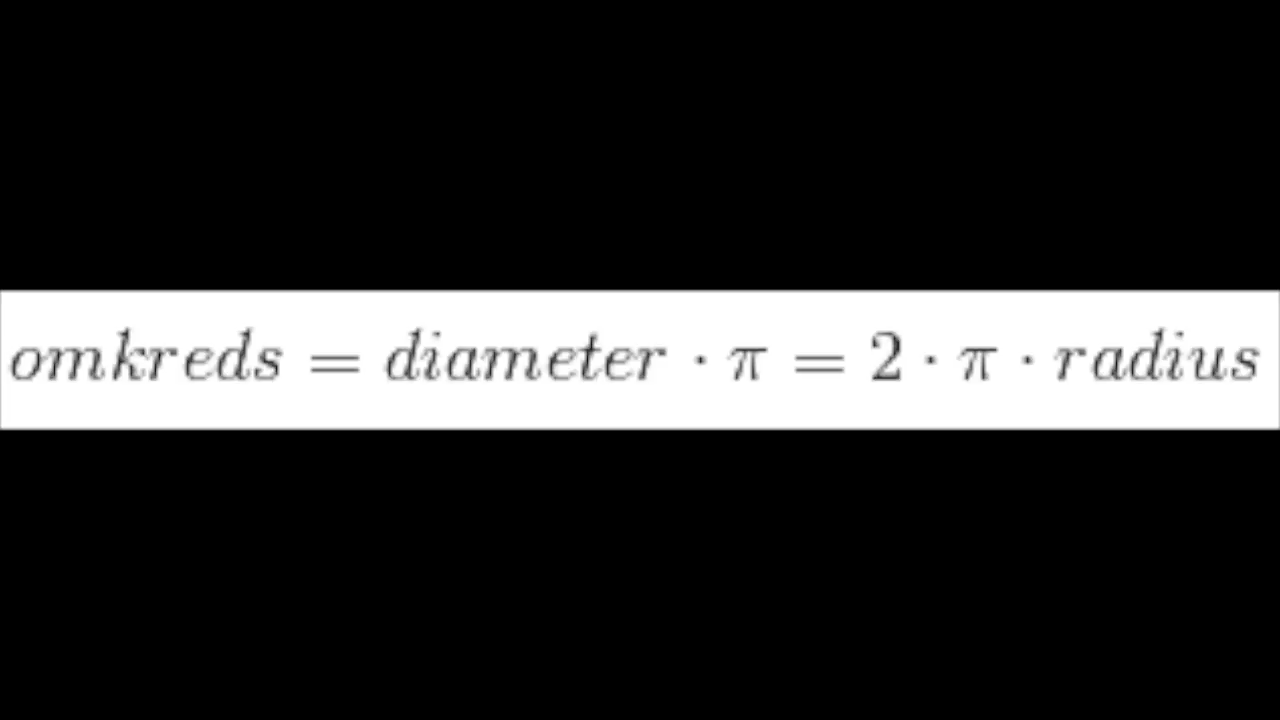 omkreds = diameter · π = 2 · π · radius